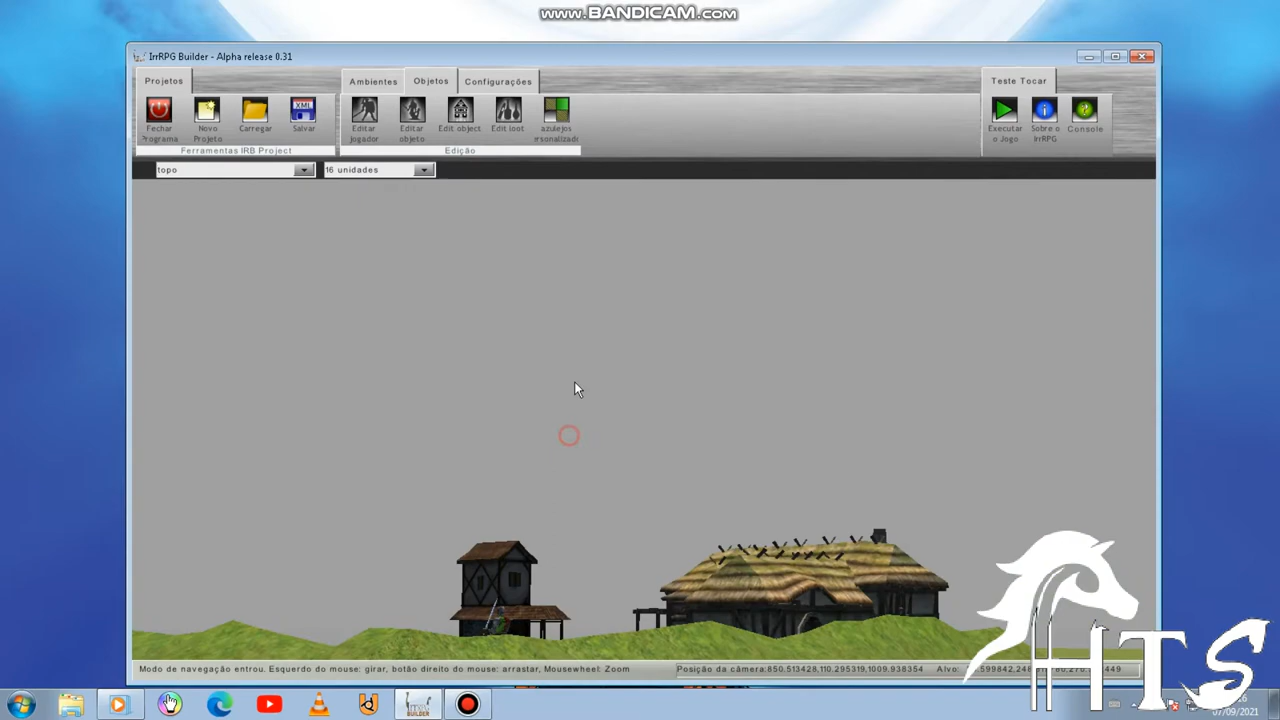 www.BANDICAM.com
IrrRPG Builder - Alpha release 0.31
Projetos
Ambientes
Objetos
Configurações
Teste Tocar
Fechar Programa
Novo Projeto
Carregar
Salvar
Editar jogador
Editar objeto
Edit object
Edit loot
azulejos
Executar o Jogo
Sobre o IrrRPG
Console
Ferramentas IRB Project
Edição
topo
16 unidades
Modo de navegação entrou. Esquerdo do mouse: girar, botão direito do mouse: arrastar, Mousewheel: Zoom
Posição da câmera:850.513428,110.295319,1009.938354
HTS
07/09/2021